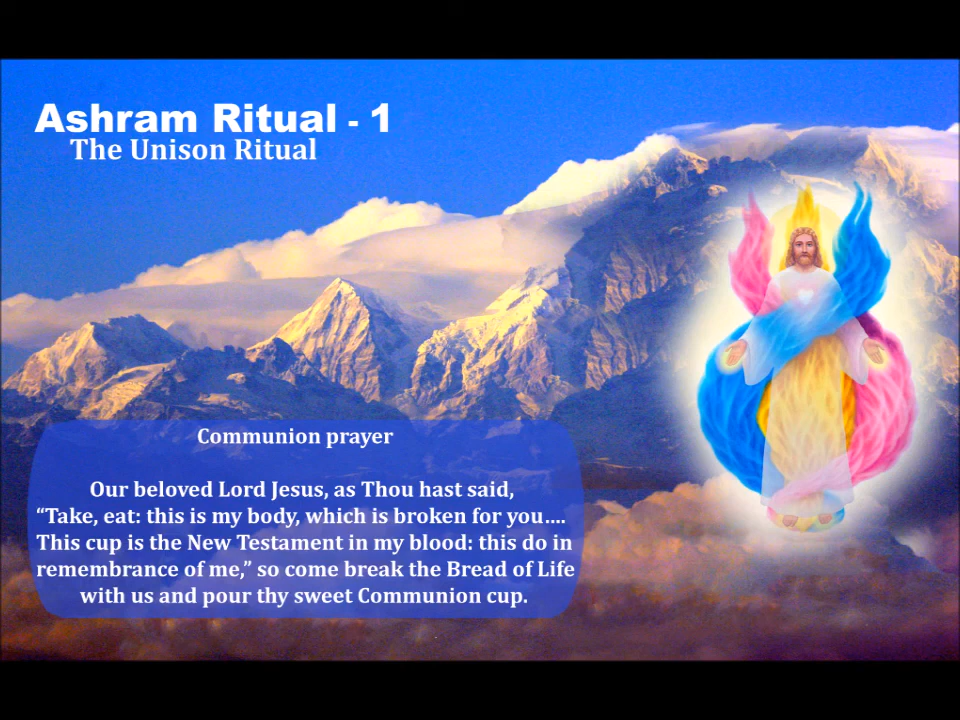 Ashram Ritual - 1
The Unison Ritual
Communion prayer
Our beloved Lord Jesus, as Thou hast said,
“Take, eat: this is my body, which is broken for you....
This cup is the New Testament in my blood: this do in
remembrance of me,” so come break the Bread of Life
with us and pour thy sweet Communion cup.